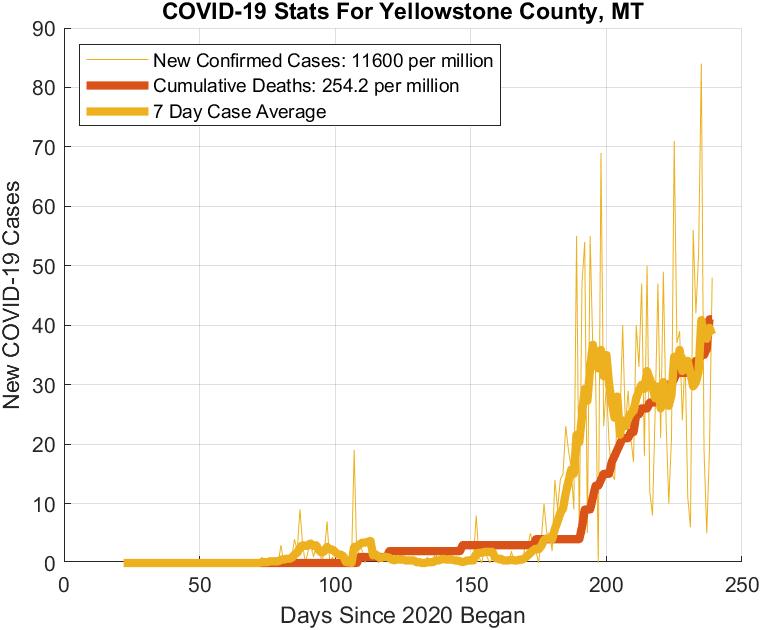 COVID-19 Stats For Yellowstone County, MT
New Confirmed Cases: 11600 per million
Cumulative Deaths: 254.2 per million
7 Day Case Average
New COVID-19 Cases
90
80
70
60
50
40
30
20
10
0
0 50 100 150 200 250
Days Since 2020 Began